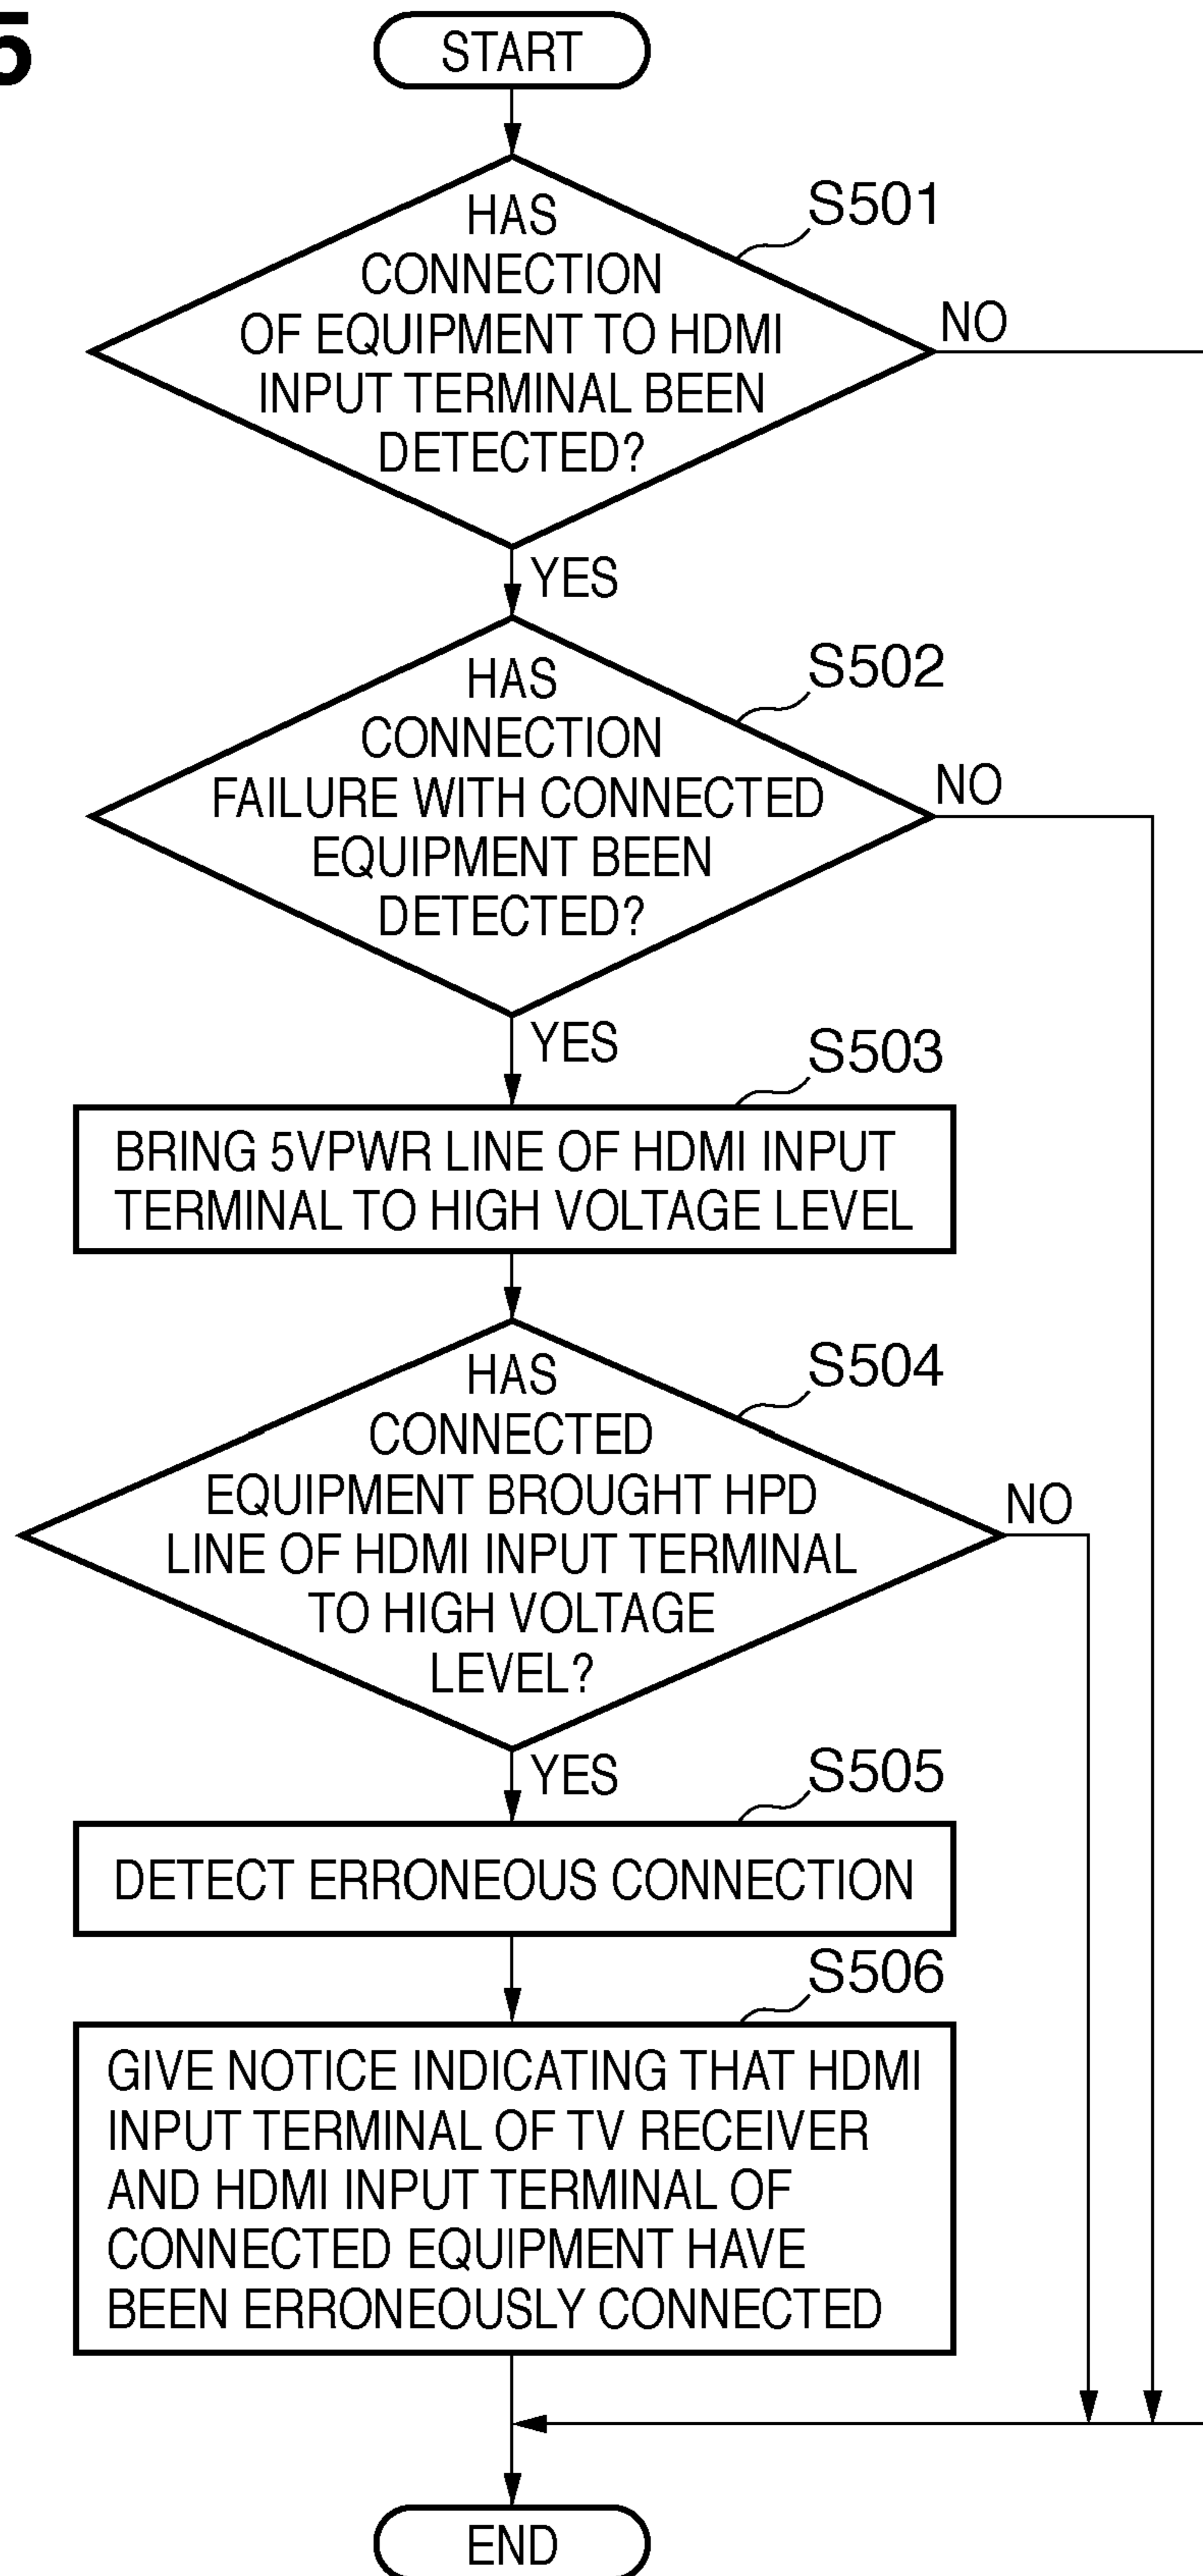 5
START
S501
HAS
CONNECTION
OF EQUIPMENT TO HDMI
INPUT TERMINAL BEEN
DETECTED?
NO
YES
S502
HAS
CONNECTION
FAILURE WITH CONNECTED
EQUIPMENT BEEN
DETECTED?
NO
YES
S503
BRING 5VPWR LINE OF HDMI INPUT
TERMINAL TO HIGH VOLTAGE LEVEL
S504
HAS
CONNECTED
EQUIPMENT BROUGHT HPD
LINE OF HDMI INPUT TERMINAL
TO HIGH VOLTAGE
LEVEL?
NO
YES
S505
DETECT ERRONEOUS CONNECTION
S506
GIVE NOTICE INDICATING THAT HDMI
INPUT TERMINAL OF TV RECEIVER
AND HDMI INPUT TERMINAL OF
CONNECTED EQUIPMENT HAVE
BEEN ERRONEOUSLY CONNECTED
END